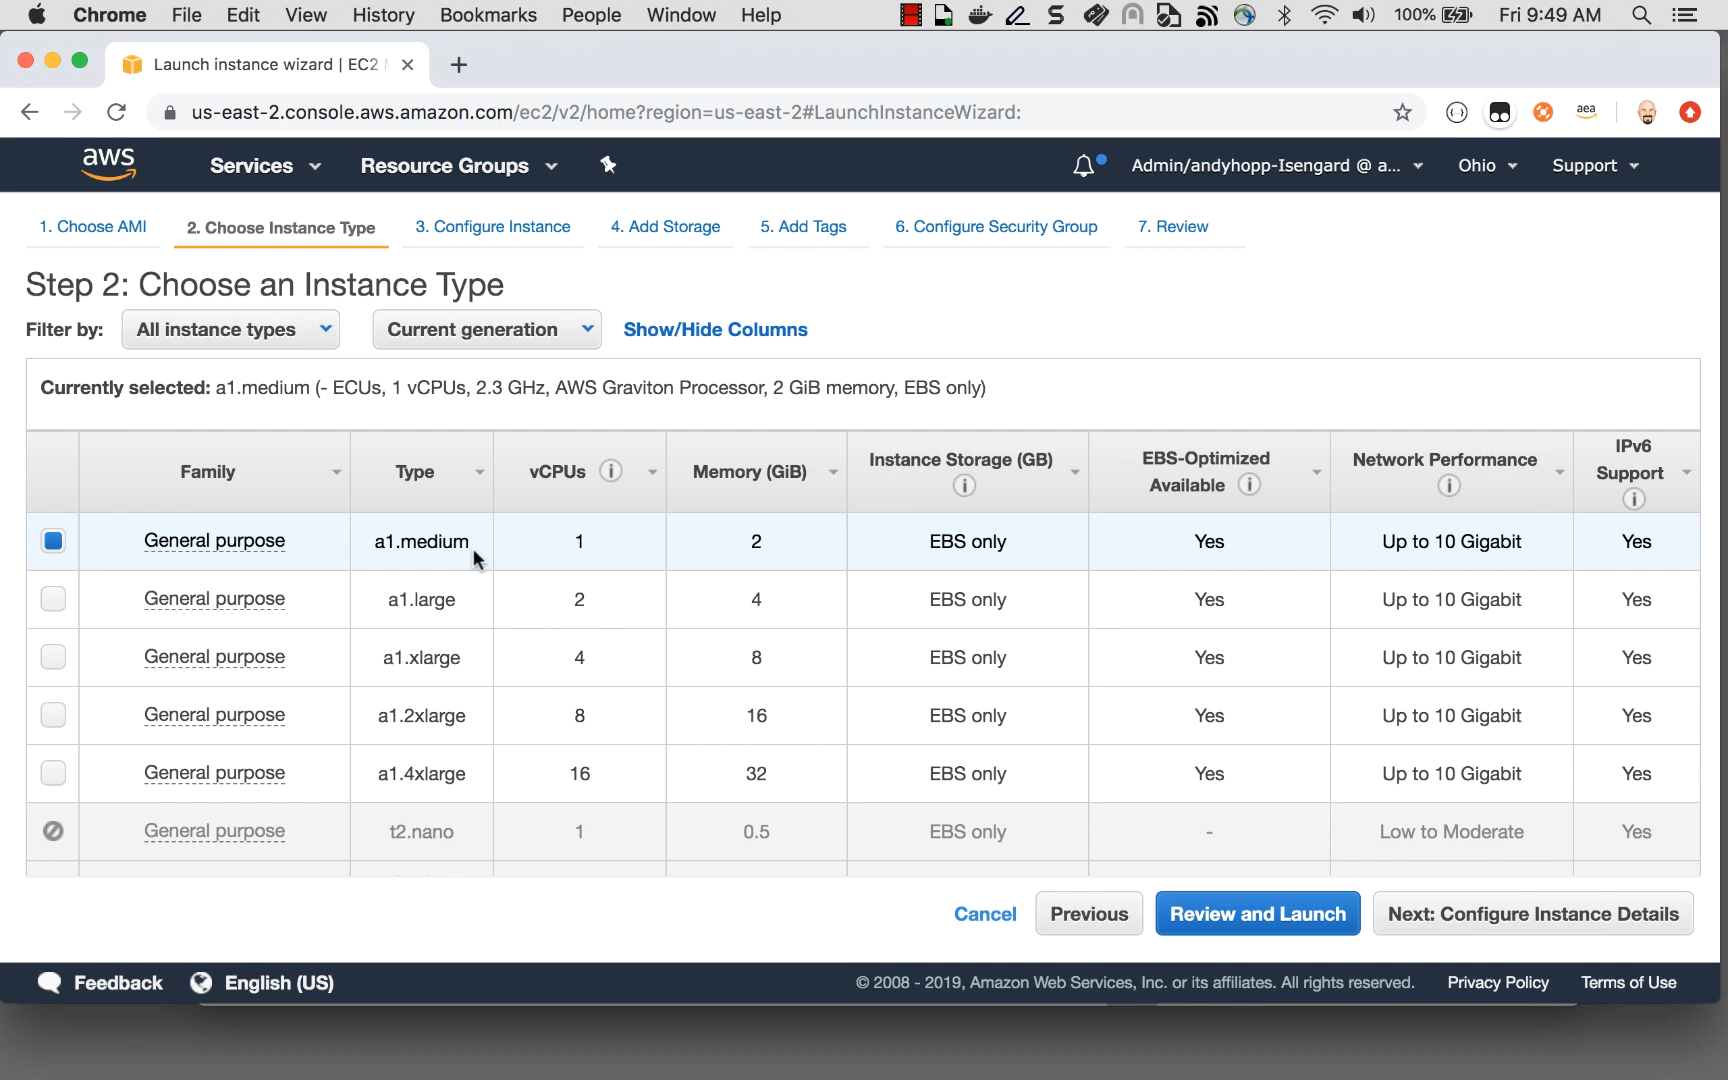 Chrome File Edit View History Bookmarks People Window Help 100% Fri 9:49 AM
Launch instance wizard | EC2
us-east-2.console.aws.amazon.com/ec2/v2/home?region=us-east-2#LaunchInstanceWizard: aea
aws Services Resource Groups Admin/andyhopp-Isengard @ a... Ohio Support
1. Choose AMI 2. Choose Instance Type 3. Configure Instance 4. Add Storage 5. Add Tags 6. Configure Security Group 7. Review
Step 2: Choose an Instance Type
Filter by: All instance types Current generation Show/Hide Columns
Currently selected: a1.medium (- ECUs, 1 vCPUs, 2.3 GHz, AWS Graviton Processor, 2 GiB memory, EBS only)
Family Type vCPUs Memory (GiB) Instance Storage (GB) EBS-Optimized Available Network Performance IPv6 Support
General purpose a1.medium 1 2 EBS only Yes Up to 10 Gigabit Yes
General purpose a1.large 2 4 EBS only Yes Up to 10 Gigabit Yes
General purpose a1.xlarge 4 8 EBS only Yes Up to 10 Gigabit Yes
General purpose a1.2xlarge 8 16 EBS only Yes Up to 10 Gigabit Yes
General purpose a1.4xlarge 16 32 EBS only Yes Up to 10 Gigabit Yes
General purpose t2.nano 1 0.5 EBS only - Low to Moderate Yes
Cancel Previous Review and Launch Next: Configure Instance Details
Feedback English (US) © 2008 - 2019, Amazon Web Services, Inc. or its affiliates. All rights reserved. Privacy Policy Terms of Use